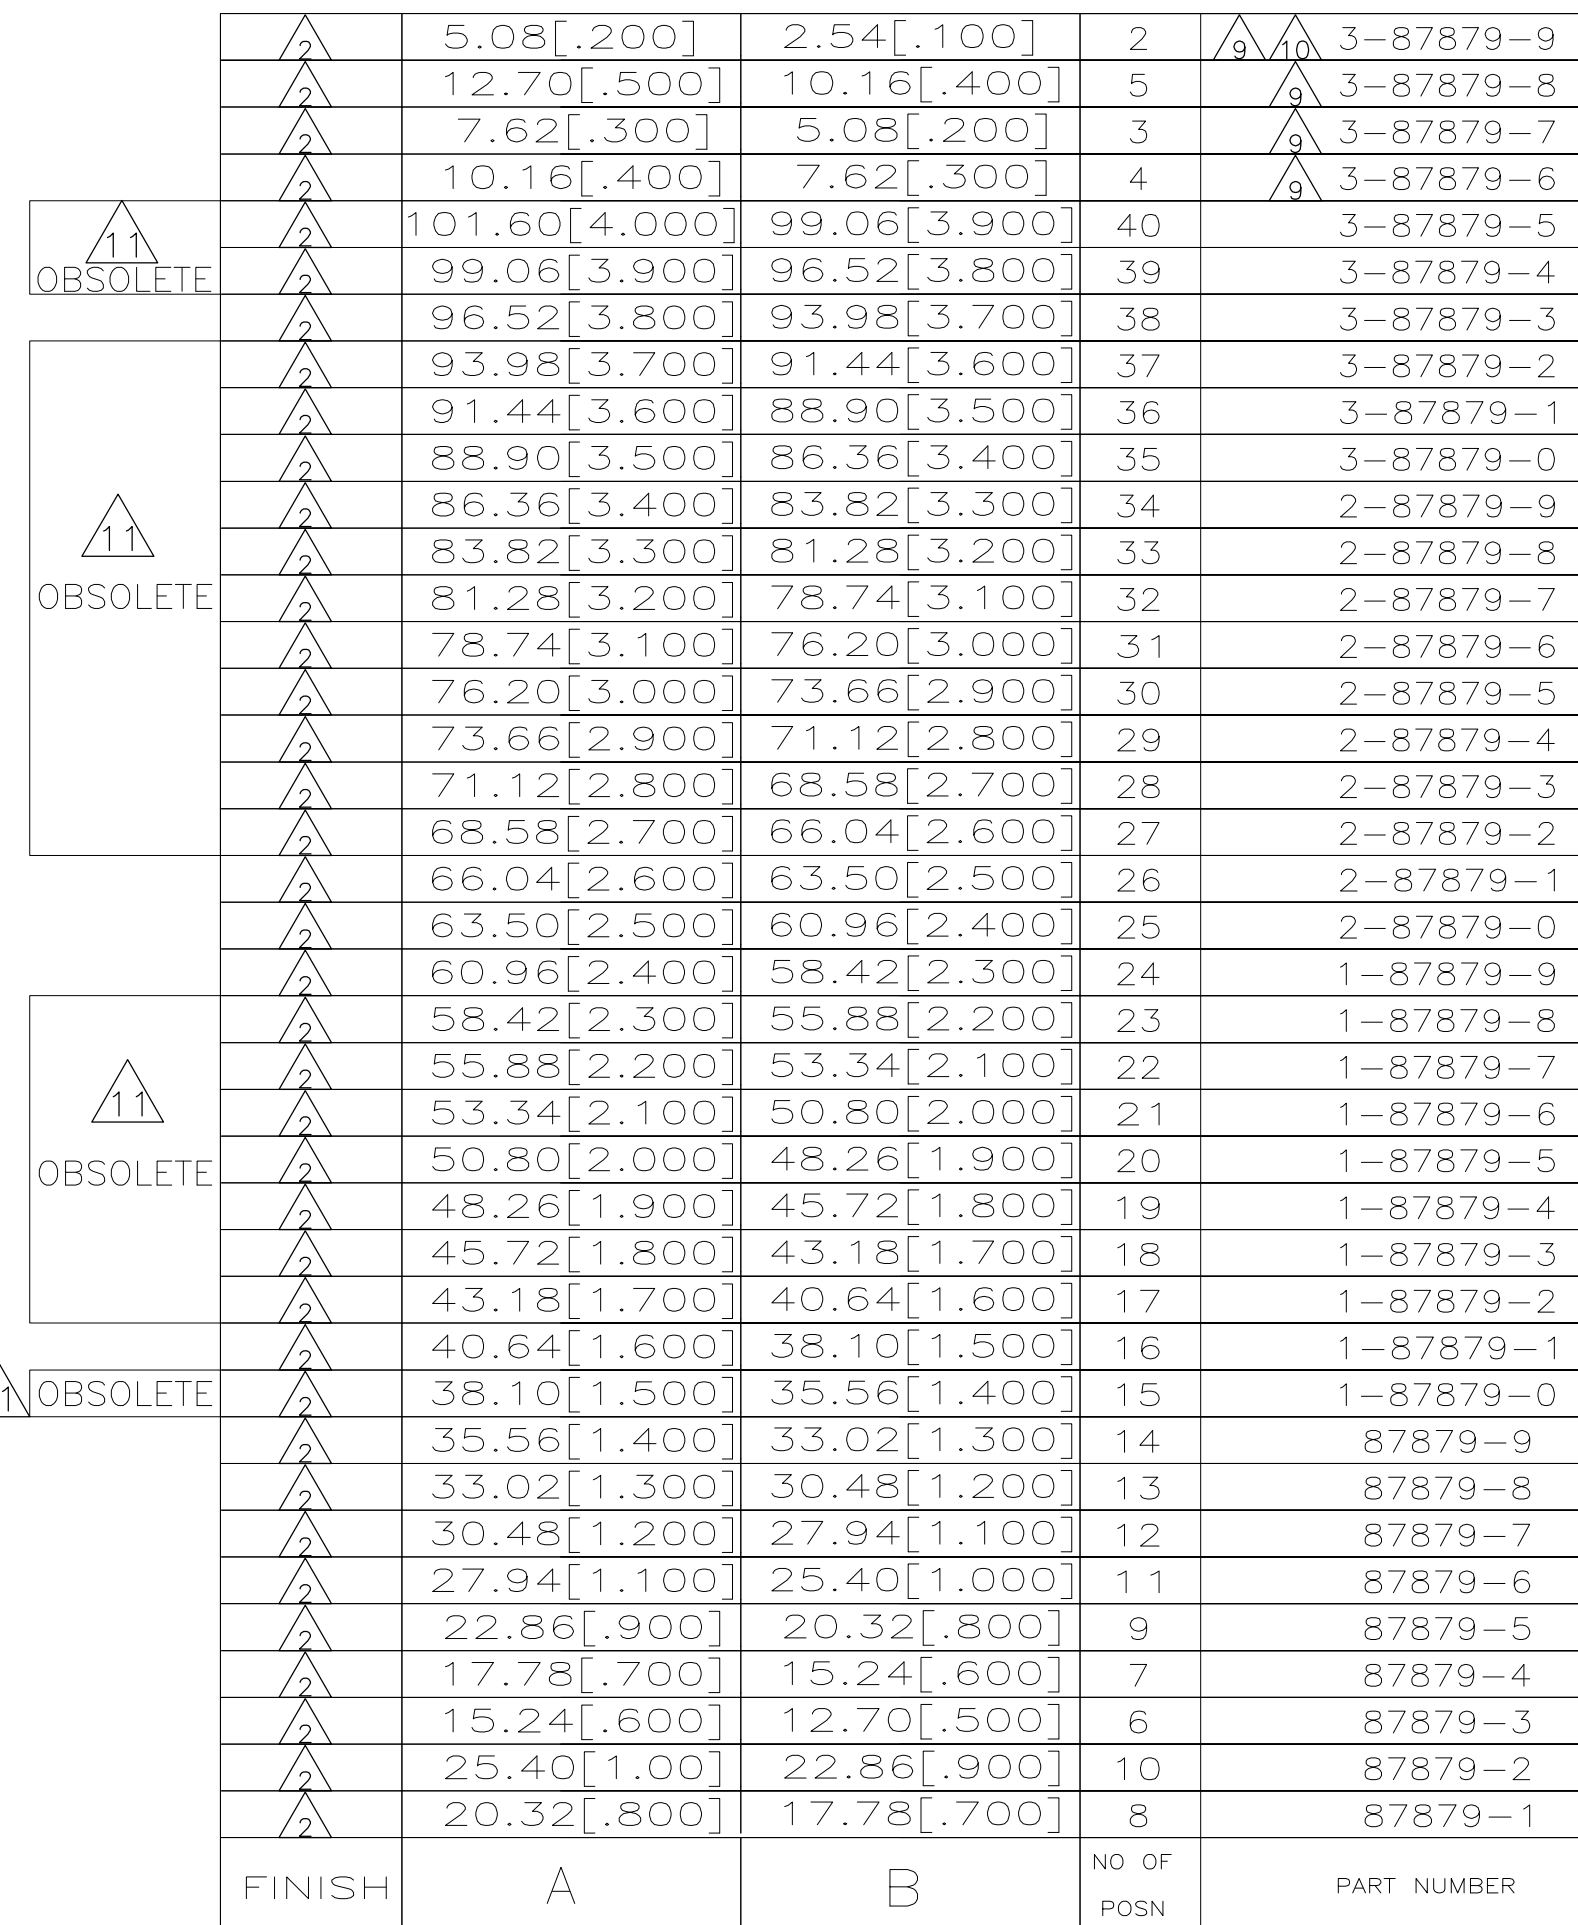 2 5.08[.200] 2.54[.100] 2 9 10 3-87879-9
2 12.70[.500] 10.16[.400] 5 9 3-87879-8
2 7.62[.300] 5.08[.200] 3 9 3-87879-7
2 10.16[.400] 7.62[.300] 4 9 3-87879-6
11 2 101.60[4.000] 99.06[3.900] 40 3-87879-5
OBSOLETE 2 99.06[3.900] 96.52[3.800] 39 3-87879-4
2 96.52[3.800] 93.98[3.700] 38 3-87879-3
2 93.98[3.700] 91.44[3.600] 37 3-87879-2
2 91.44[3.600] 88.90[3.500] 36 3-87879-1
2 88.90[3.500] 86.36[3.400] 35 3-87879-0
2 86.36[3.400] 83.82[3.300] 34 2-87879-9
11 2 83.82[3.300] 81.28[3.200] 33 2-87879-8
OBSOLETE 2 81.28[3.200] 78.74[3.100] 32 2-87879-7
2 78.74[3.100] 76.20[3.000] 31 2-87879-6
2 76.20[3.000] 73.66[2.900] 30 2-87879-5
2 73.66[2.900] 71.12[2.800] 29 2-87879-4
2 71.12[2.800] 68.58[2.700] 28 2-87879-3
2 68.58[2.700] 66.04[2.600] 27 2-87879-2
2 66.04[2.600] 63.50[2.500] 26 2-87879-1
2 63.50[2.500] 60.96[2.400] 25 2-87879-0
2 60.96[2.400] 58.42[2.300] 24 1-87879-9
2 58.42[2.300] 55.88[2.200] 23 1-87879-8
2 55.88[2.200] 53.34[2.100] 22 1-87879-7
11 2 53.34[2.100] 50.80[2.000] 21 1-87879-6
OBSOLETE 2 50.80[2.000] 48.26[1.900] 20 1-87879-5
2 48.26[1.900] 45.72[1.800] 19 1-87879-4
2 45.72[1.800] 43.18[1.700] 18 1-87879-3
2 43.18[1.700] 40.64[1.600] 17 1-87879-2
2 40.64[1.600] 38.10[1.500] 16 1-87879-1
1 OBSOLETE 2 38.10[1.500] 35.56[1.400] 15 1-87879-0
2 35.56[1.400] 33.02[1.300] 14 87879-9
2 33.02[1.300] 30.48[1.200] 13 87879-8
2 30.48[1.200] 27.94[1.100] 12 87879-7
2 27.94[1.100] 25.40[1.000] 11 87879-6
2 22.86[.900] 20.32[.800] 9 87879-5
2 17.78[.700] 15.24[.600] 7 87879-4
2 15.24[.600] 12.70[.500] 6 87879-3
2 25.40[1.00] 22.86[.900] 10 87879-2
2 20.32[.800] 17.78[.700] 8 87879-1
FINISH A B NO OF POSN PART NUMBER